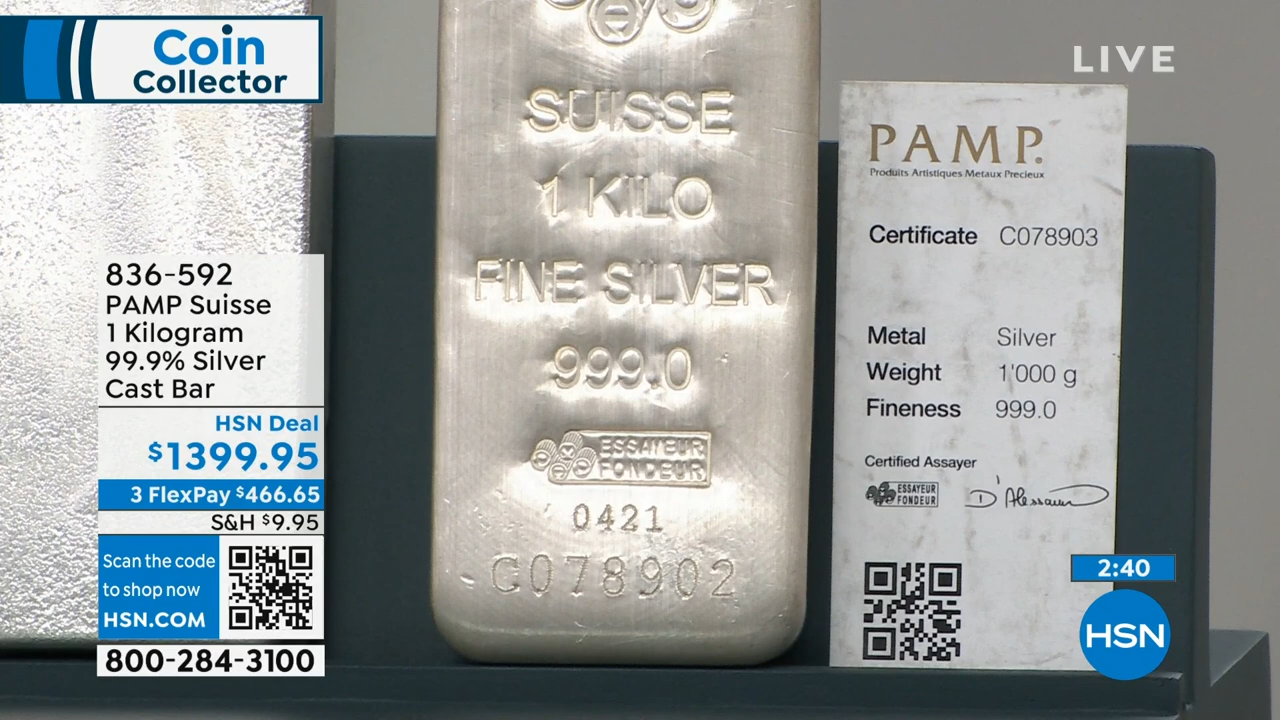 Coin
Collector
LIVE
836-592
PAMP Suisse
1 Kilogram
99.9% Silver
Cast Bar
HSN Deal
$1399.95
3 FlexPay $466.65
S&H $9.95
Scan the code
to shop now
HSN.COM
800-284-3100
SUISSE
1 KILO
FINE SILVER
999.0
ESSAYEUR
FONDEUR
0421
C078902
PAMP.
Produits Artistiques Metaux Precieux
Certificate C078903
Metal Silver
Weight 1'000 g
Fineness 999.0
Certified Assayer
ESSAYEUR
FONDEUR
2:40
HSN